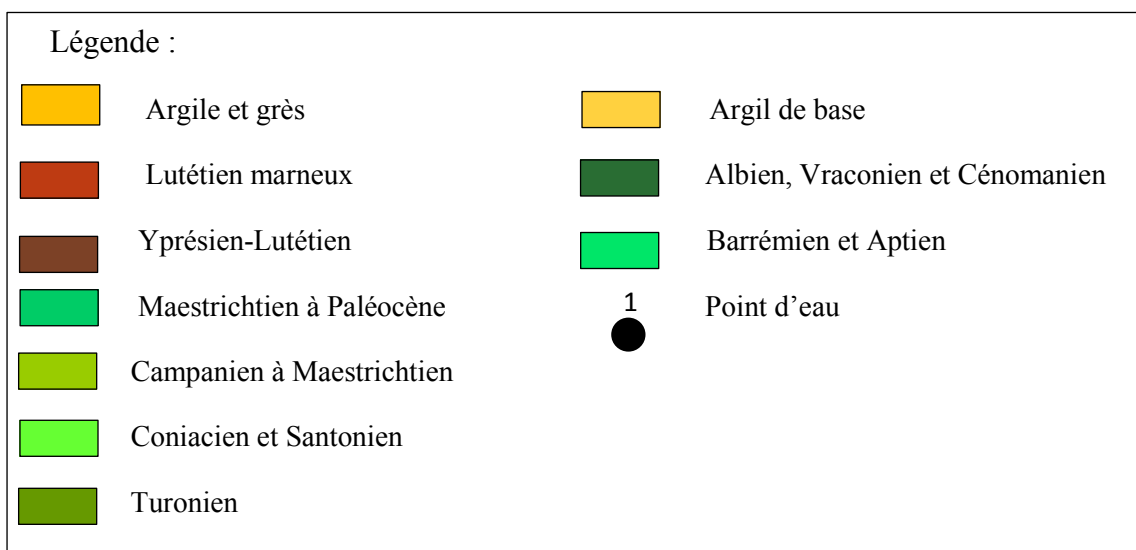 Légende :
Argile et grès
Lutétien marneux
Yprésien-Lutétien
Maestrichtien à Paléocène
Campanien à Maestrichtien
Coniacien et Santonien
Turonien
Argil de base
Albien, Vraconien et Cénomanien
Barrémien et Aptien
1
Point d’eau